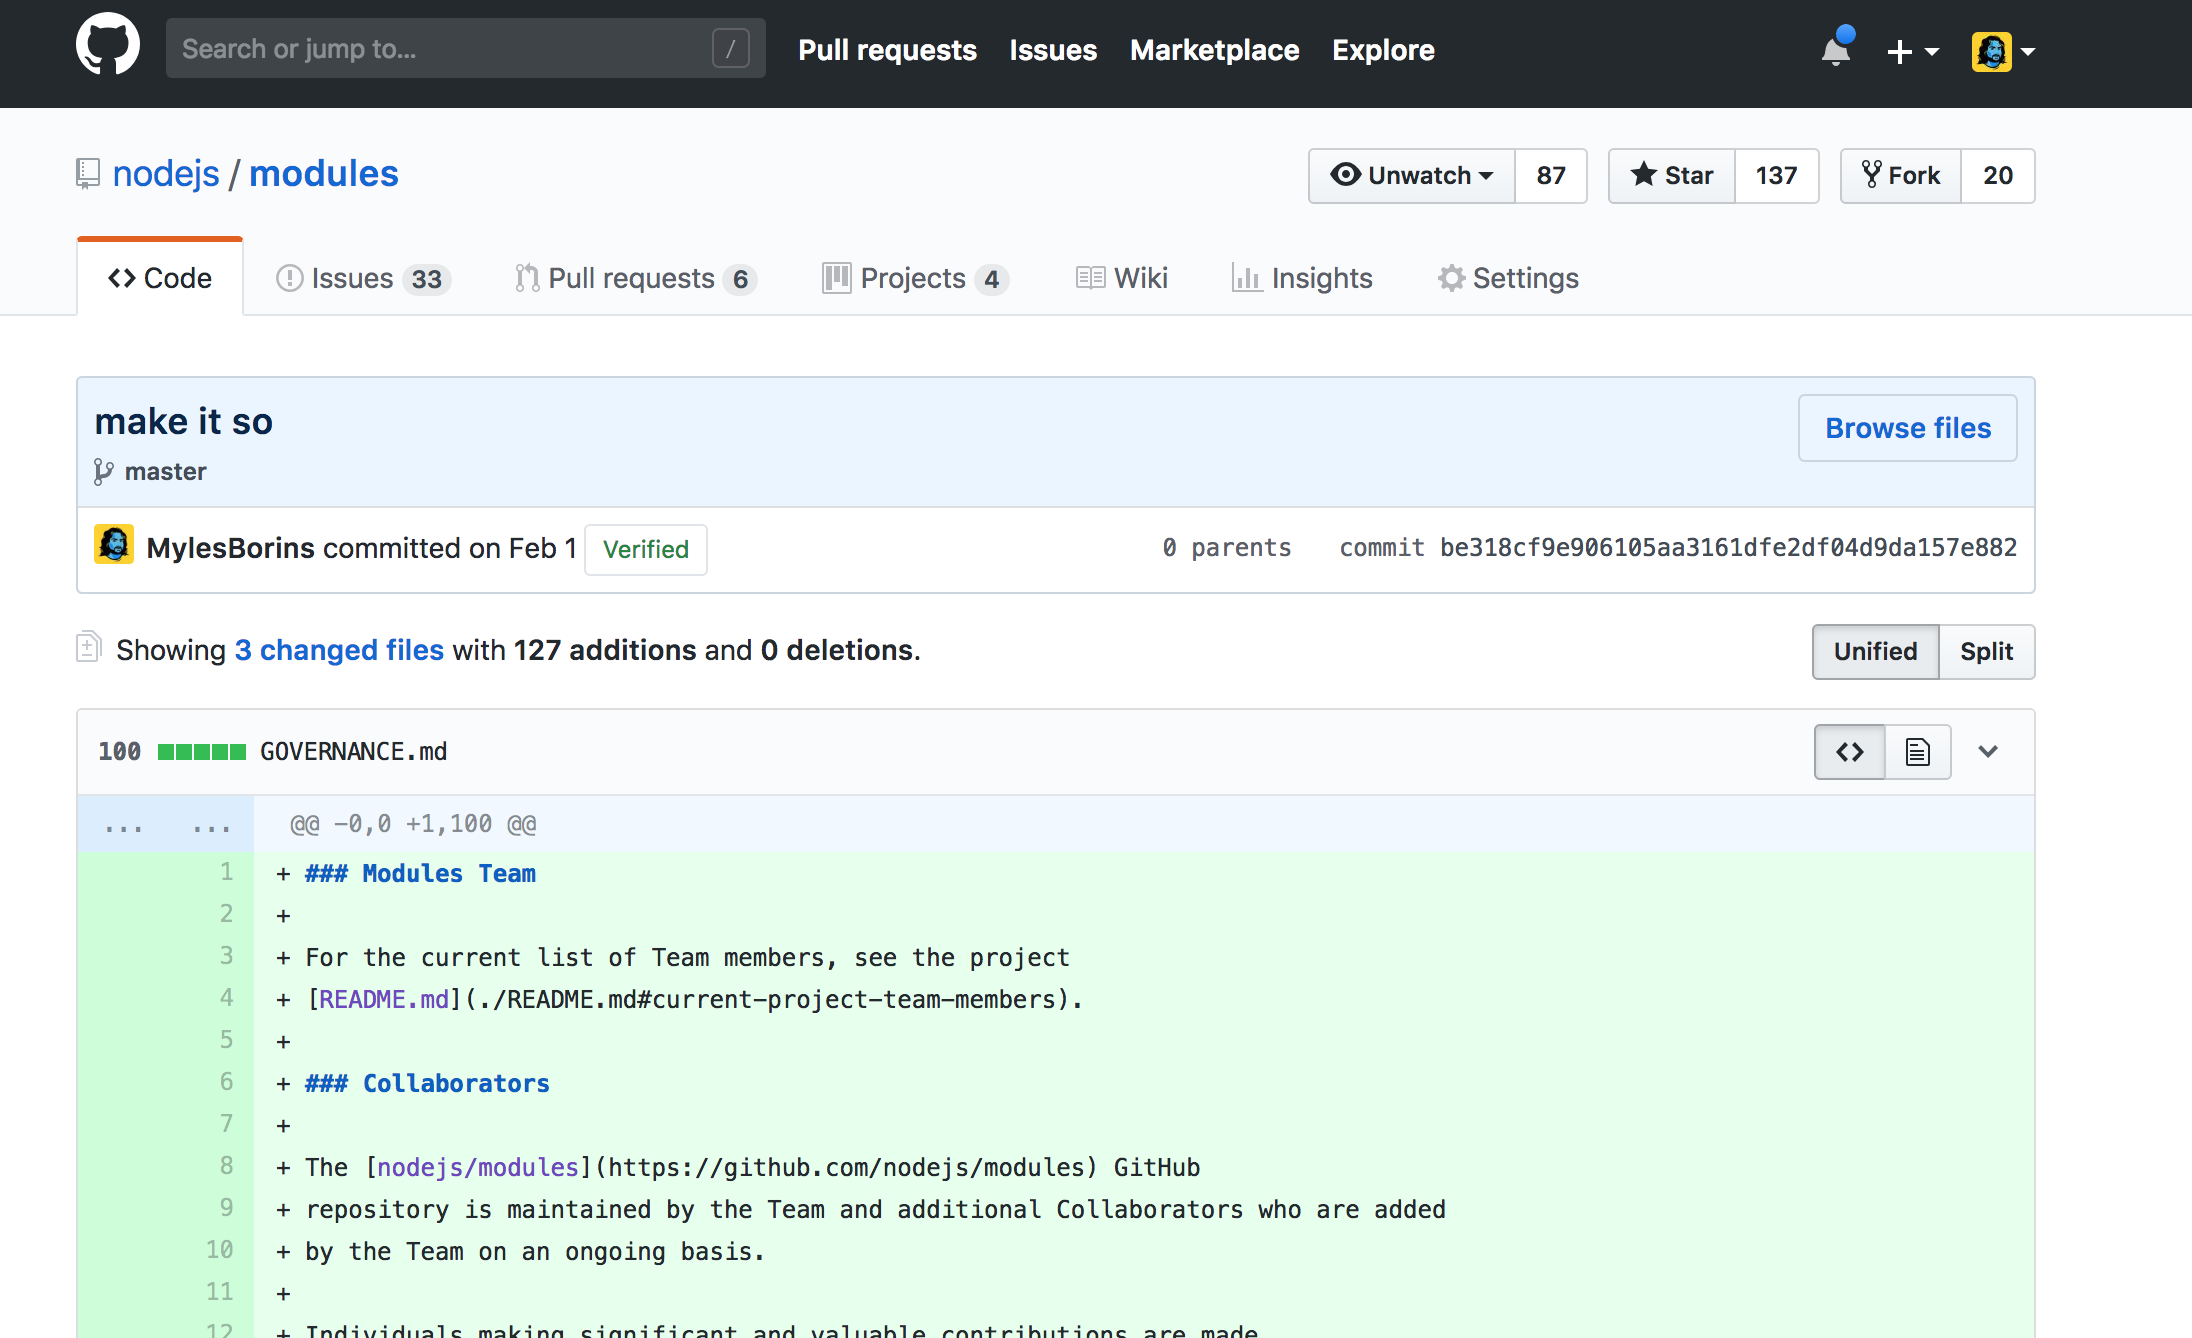 Search or jump to... / Pull requests Issues Marketplace Explore
nodejs / modules Unwatch 87 Star 137 Fork 20
Code Issues 33 Pull requests 6 Projects 4 Wiki Insights Settings
make it so
Browse files
master
MylesBorins committed on Feb 1 Verified 0 parents commit be318cf9e906105aa3161dfe2df04d9da157e882
Showing 3 changed files with 127 additions and 0 deletions. Unified Split
100 GOVERNANCE.md
... ... @@ -0,0 +1,100 @@
1 + ### Modules Team
2 +
3 + For the current list of Team members, see the project
4 + [README.md](./README.md#current-project-team-members).
5 +
6 + ### Collaborators
7 +
8 + The [nodejs/modules](https://github.com/nodejs/modules) GitHub
9 + repository is maintained by the Team and additional Collaborators who are added
10 + by the Team on an ongoing basis.
11 +
12 + Individuals making significant and valuable contributions are made